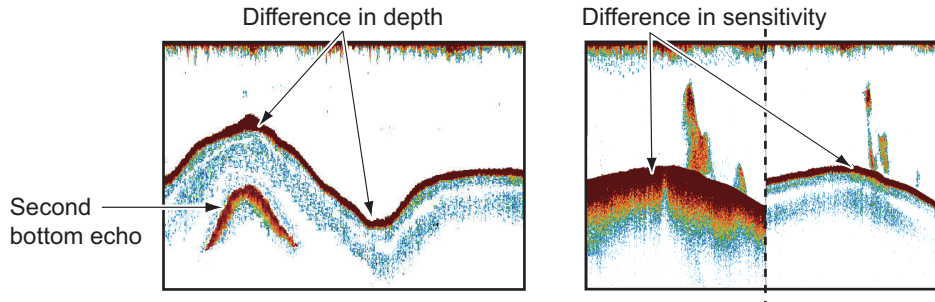 Difference in depth
Difference in sensitivity
Second
bottom echo